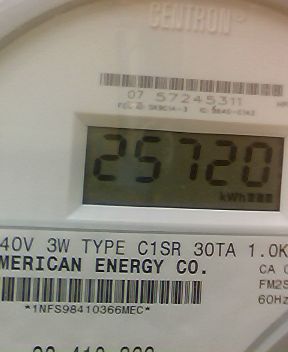 CENTRON
07 57245311
25720
kWh
40V 3W TYPE C1SR 30TA 1.0K
MERICAN ENERGY CO.
CA 0
FM2S
60Hz
*1NFS98410366MEC*